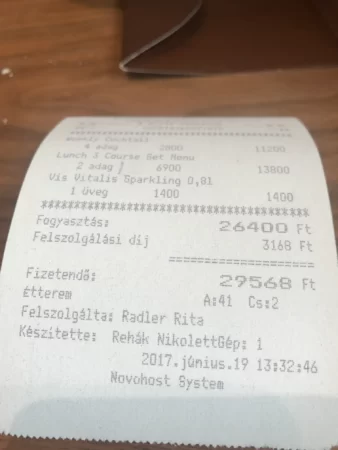 4 adag 2800 11200
Lunch 3 Course Set Menu
2 adag 6900 13800
Vis Vitalis Sparkling 0,8l
1 üveg 1400 1400
************************************
Fogyasztás: 26400 Ft
Felszolgálási díj 3168 Ft
====================
Fizetendő: 29568 Ft
étterem A:41 Cs:2
Felszolgálta: Radler Rita
Készítette: Rehák NikolettGép: 1
2017.június.19 13:32:46
Novohost System